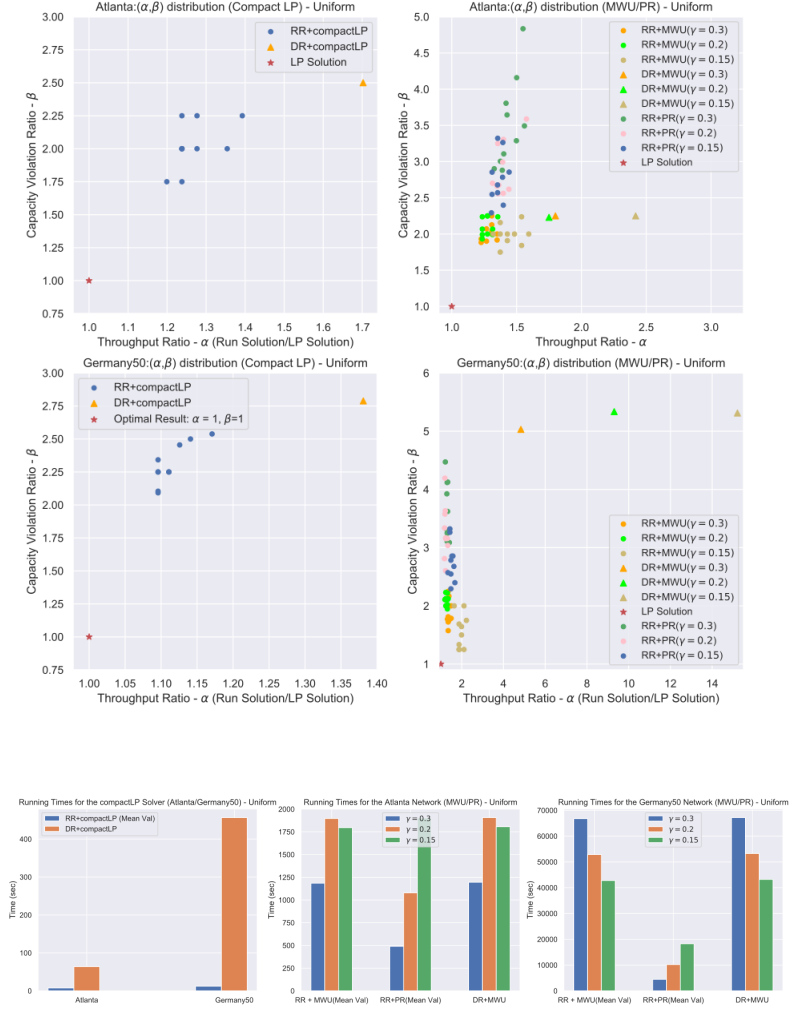 Atlanta:(α,β) distribution (Compact LP) - Uniform
3.00
2.75
2.50
2.25
2.00
1.75
1.50
1.25
1.00
0.75
Capacity Violation Ratio - β
RR+compactLP
DR+compactLP
LP Solution
1.0 1.1 1.2 1.3 1.4 1.5 1.6 1.7
Throughput Ratio - α (Run Solution/LP Solution)
Atlanta:(α,β) distribution (MWU/PR) - Uniform
5.0
4.5
4.0
3.5
3.0
2.5
2.0
1.5
1.0
Capacity Violation Ratio - β
RR+MWU(γ = 0.3)
RR+MWU(γ = 0.2)
RR+MWU(γ = 0.15)
DR+MWU(γ = 0.3)
DR+MWU(γ = 0.2)
DR+MWU(γ = 0.15)
RR+PR(γ = 0.3)
RR+PR(γ = 0.2)
RR+PR(γ = 0.15)
LP Solution
1.0 1.5 2.0 2.5 3.0
Throughput Ratio - α
Germany50:(α,β) distribution (Compact LP) - Uniform
3.00
2.75
2.50
2.25
2.00
1.75
1.50
1.25
1.00
0.75
Capacity Violation Ratio - β
RR+compactLP
DR+compactLP
Optimal Result: α = 1, β=1
1.00 1.05 1.10 1.15 1.20 1.25 1.30 1.35 1.40
Throughput Ratio - α (Run Solution/LP Solution)
Germany50:(α,β) distribution (MWU/PR) - Uniform
6
5
4
3
2
1
Capacity Violation Ratio - β
RR+MWU(γ = 0.3)
RR+MWU(γ = 0.2)
RR+MWU(γ = 0.15)
DR+MWU(γ = 0.3)
DR+MWU(γ = 0.2)
DR+MWU(γ = 0.15)
LP Solution
RR+PR(γ = 0.3)
RR+PR(γ = 0.2)
RR+PR(γ = 0.15)
2 4 6 8 10 12 14
Throughput Ratio - α (Run Solution/LP Solution)
Running Times for the compactLP Solver (Atlanta/Germany50) - Uniform
RR+compactLP (Mean Val)
DR+compactLP
400
300
200
100
0
Time (sec)
Atlanta Germany50
Running Times for the Atlanta Network (MWU/PR) - Uniform
2000
1750
1500
1250
1000
750
500
250
0
Time (sec)
γ = 0.3
γ = 0.2
γ = 0.15
RR + MWU(Mean Val) RR+PR(Mean Val) DR+MWU
Running Times for the Germany50 Network (MWU/PR) - Uniform
70000
60000
50000
40000
30000
20000
10000
0
Time (sec)
γ = 0.3
γ = 0.2
γ = 0.15
RR + MWU(Mean Val) RR+PR(Mean Val) DR+MWU